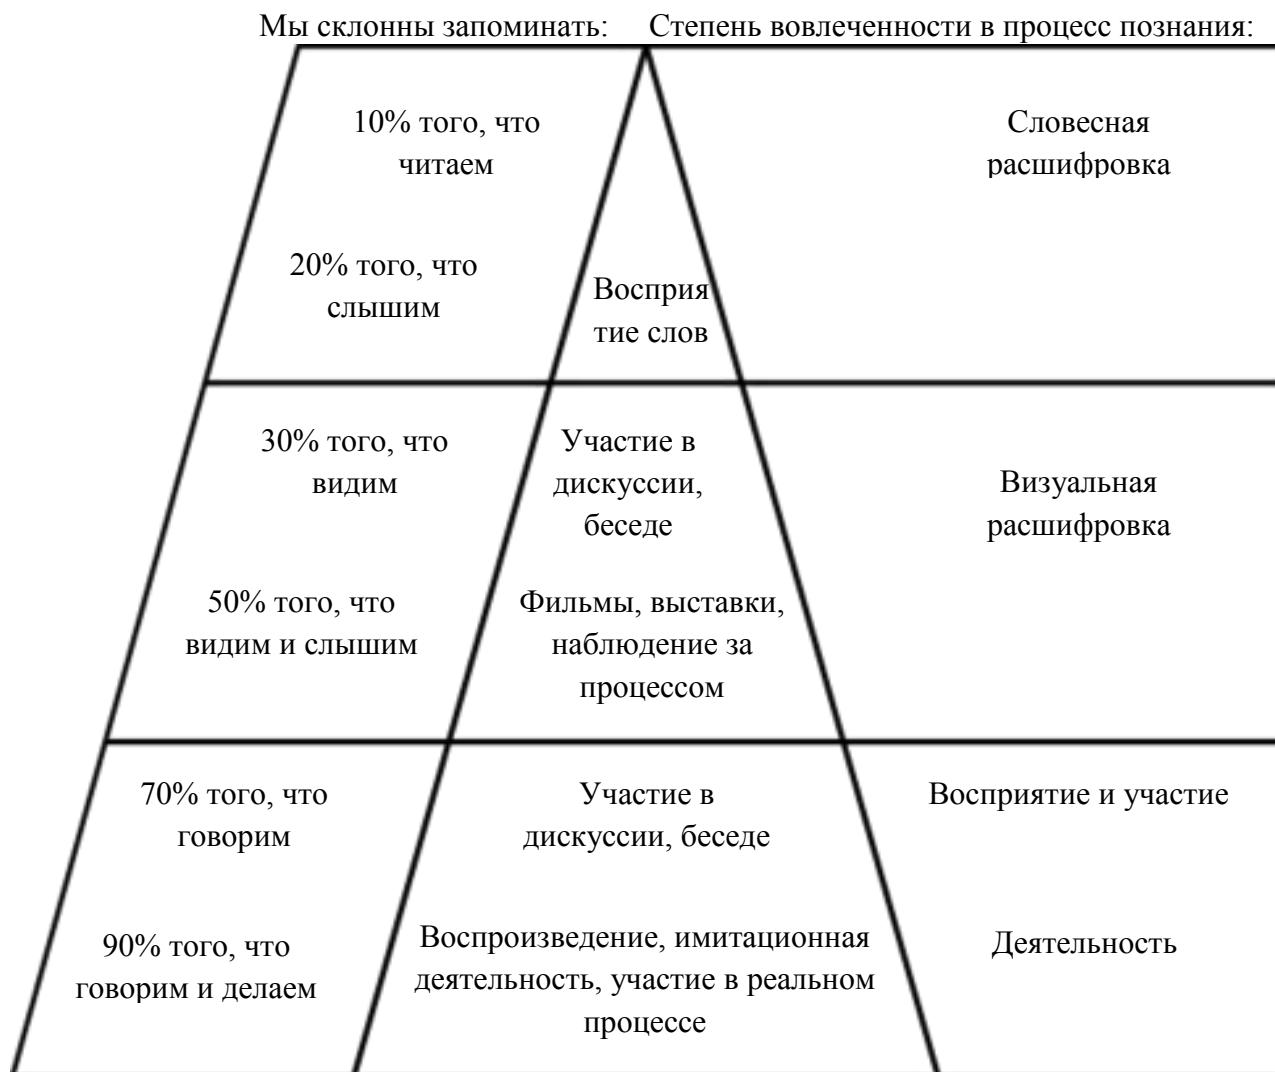 Мы склонны запоминать: Степень вовлеченности в процесс познания:
10% того, что
читаем
Словесная
расшифровка
20% того, что
слышим
Восприя
тие слов
30% того, что
видим
Участие в
дискуссии,
беседе
Визуальная
расшифровка
50% того, что
видим и слышим
Фильмы, выставки,
наблюдение за
процессом
70% того, что
говорим
Участие в
дискуссии, беседе
Восприятие и участие
90% того, что
говорим и делаем
Воспроизведение, имитационная
деятельность, участие в реальном
процессе
Деятельность